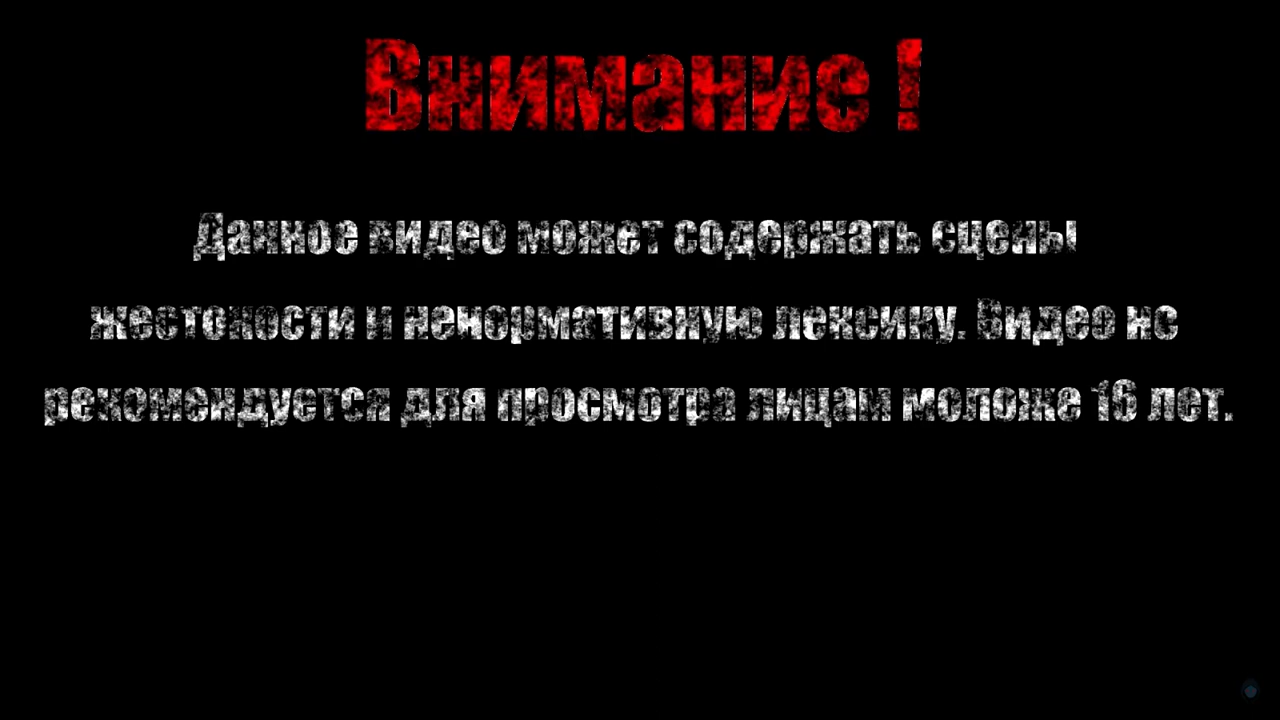 Внимание !
Данное видео может содержать сцены
жестокости и ненормативную лексику. Видео не
рекомендуется для просмотра лицам моложе 16 лет.